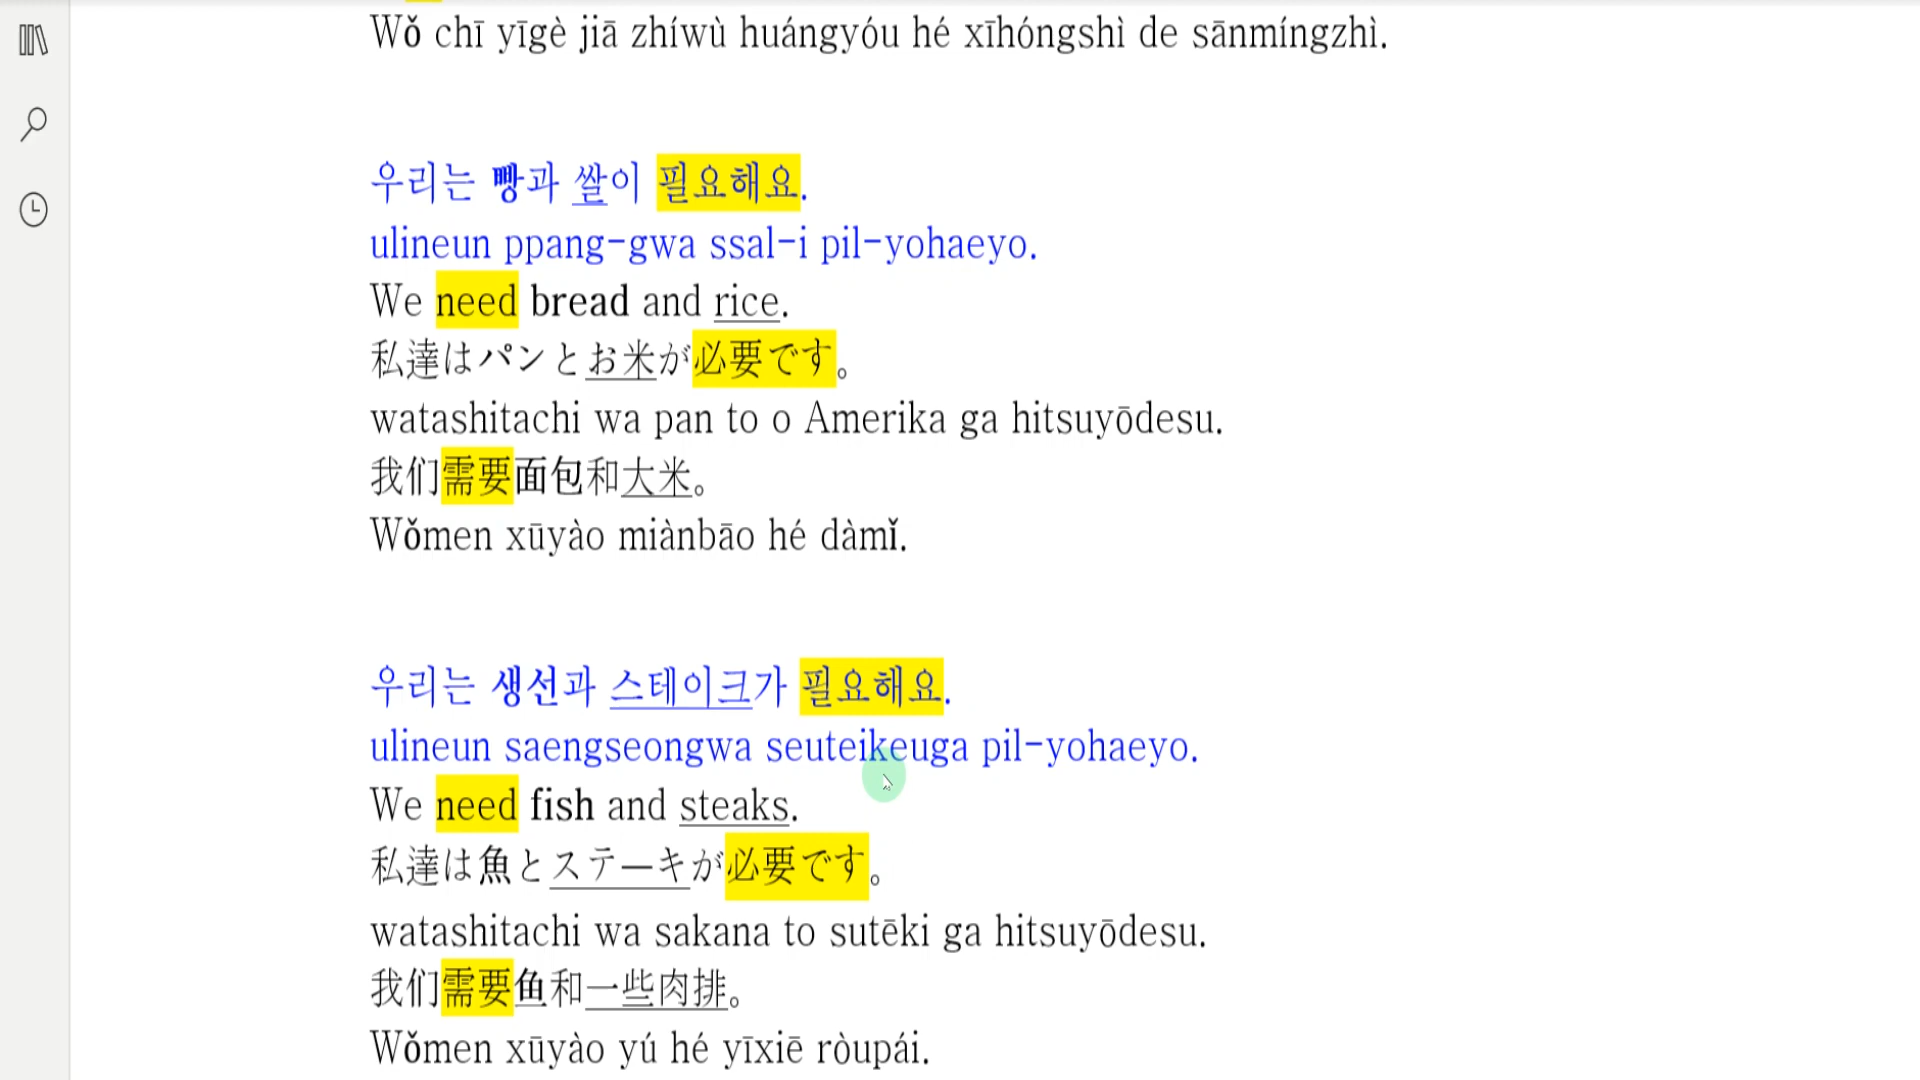 Wǒ chī yīgè jiā zhíwù huángyóu hé xīhóngshì de sānmíngzhì.
우리는 빵과 쌀이 필요해요.
ulineun ppang-gwa ssal-i pil-yohaeyo.
We need bread and rice.
私達はパンとお米が必要です。
watashitachi wa pan to o Amerika ga hitsuyōdesu.
我们需要面包和大米。
Wǒmen xūyào miànbāo hé dàmǐ.
우리는 생선과 스테이크가 필요해요.
ulineun saengseongwa seuteikeuga pil-yohaeyo.
We need fish and steaks.
私達は魚とステーキが必要です。
watashitachi wa sakana to sutēki ga hitsuyōdesu.
我们需要鱼和一些肉排。
Wǒmen xūyào yú hé yīxiē ròupái.